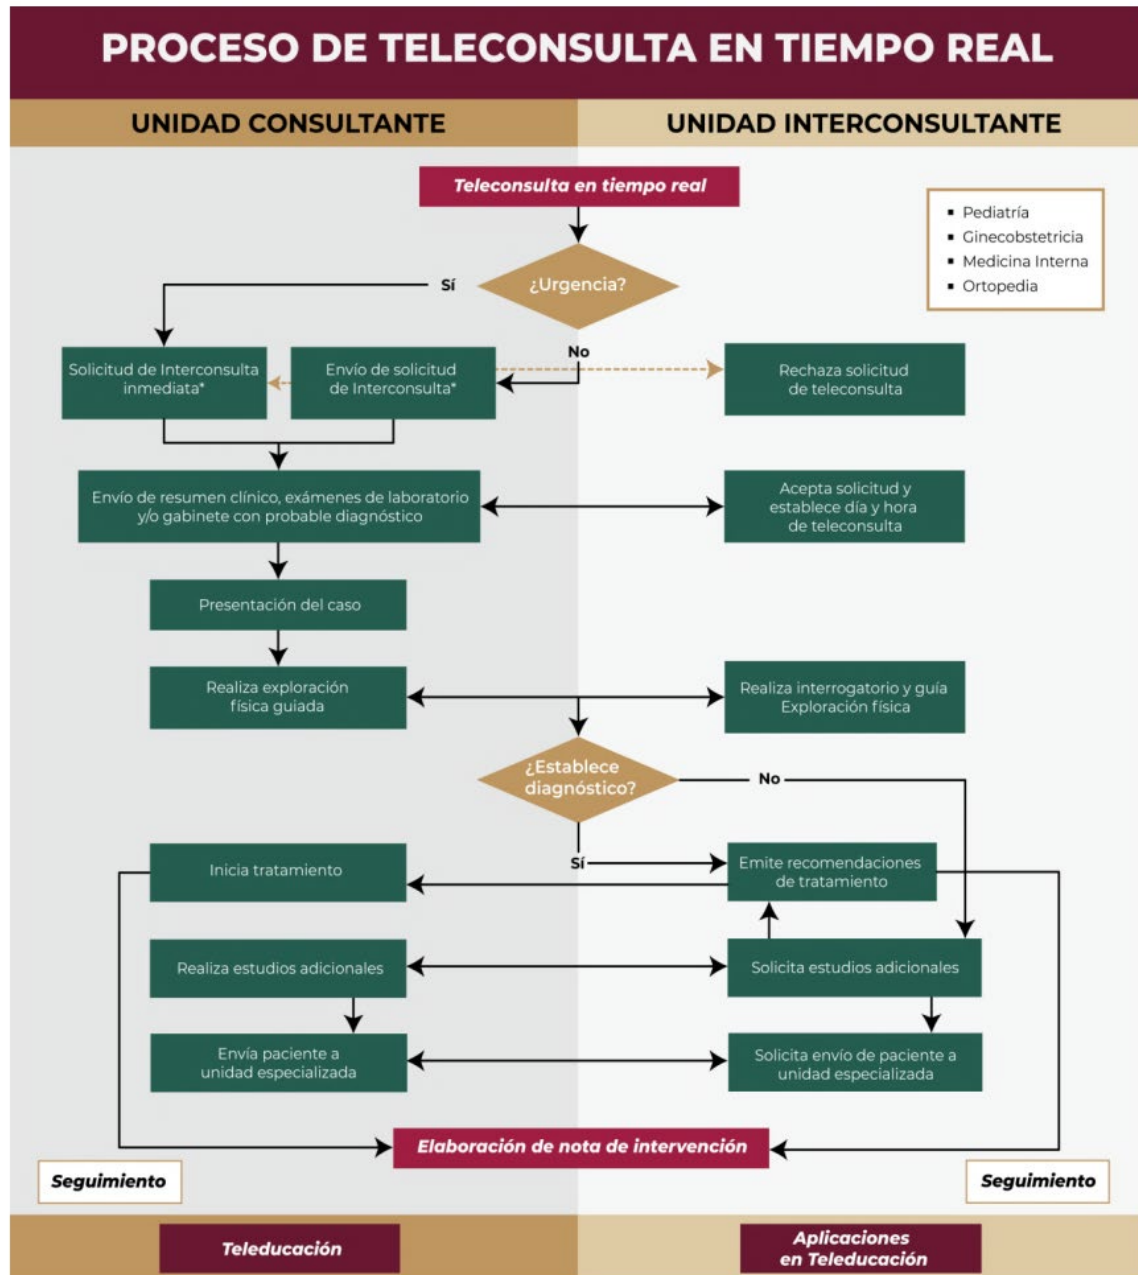 PROCESO DE TELECONSULTA EN TIEMPO REAL
UNIDAD CONSULTANTE
UNIDAD INTERCONSULTANTE
Teleconsulta en tiempo real
▪ Pediatría
▪ Ginecobstetricia
▪ Medicina Interna
▪ Ortopedia
¿Urgencia?
Sí
No
Solicitud de Interconsulta
inmediata*
Envío de solicitud
de Interconsulta*
Rechaza solicitud
de teleconsulta
Envío de resumen clínico, exámenes de laboratorio
y/o gabinete con probable diagnóstico
Acepta solicitud y
establece día y hora
de teleconsulta
Presentación del caso
Realiza exploración
física guiada
Realiza interrogatorio y guía
Exploración física
¿Establece
diagnóstico?
No
Sí
Inicia tratamiento
Emite recomendaciones
de tratamiento
Realiza estudios adicionales
Solicita estudios adicionales
Envía paciente a
unidad especializada
Solicita envío de paciente a
unidad especializada
Elaboración de nota de intervención
Seguimiento
Seguimiento
Teleducación
Aplicaciones
en Teleducación